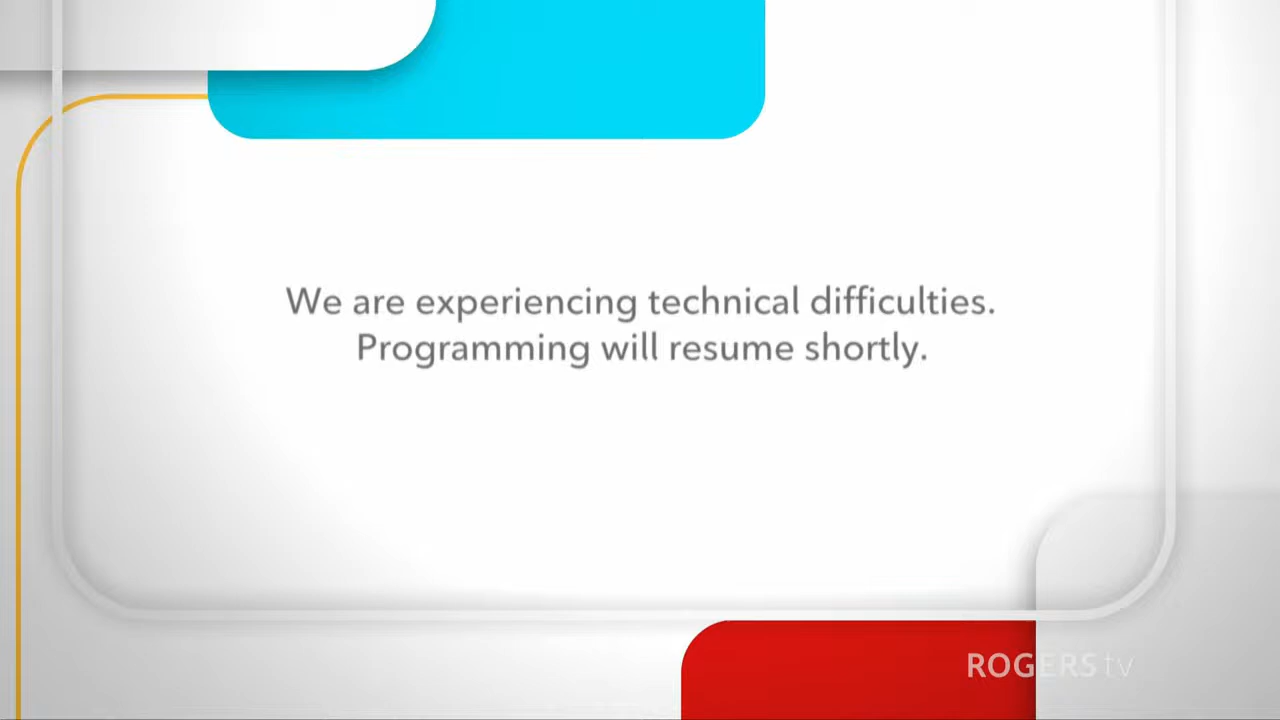 We are experiencing technical difficulties.
Programming will resume shortly.
ROGERS tv